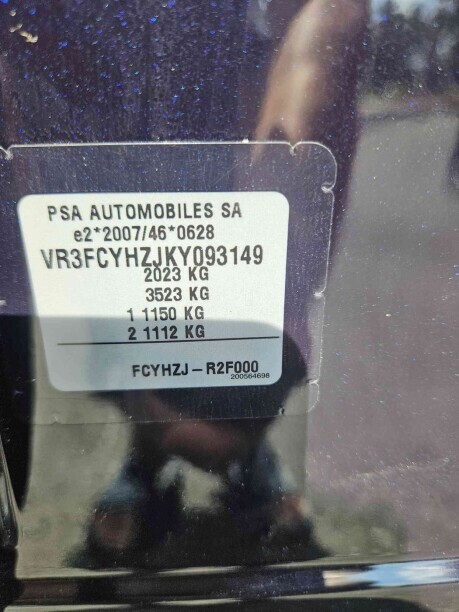 PSA AUTOMOBILES SA
e2*2007/46*0628
VR3FCYHZJKY093149
2023 KG
3523 KG
1 1150 KG
2 1112 KG
FCYHZJ – R2F000
200564698